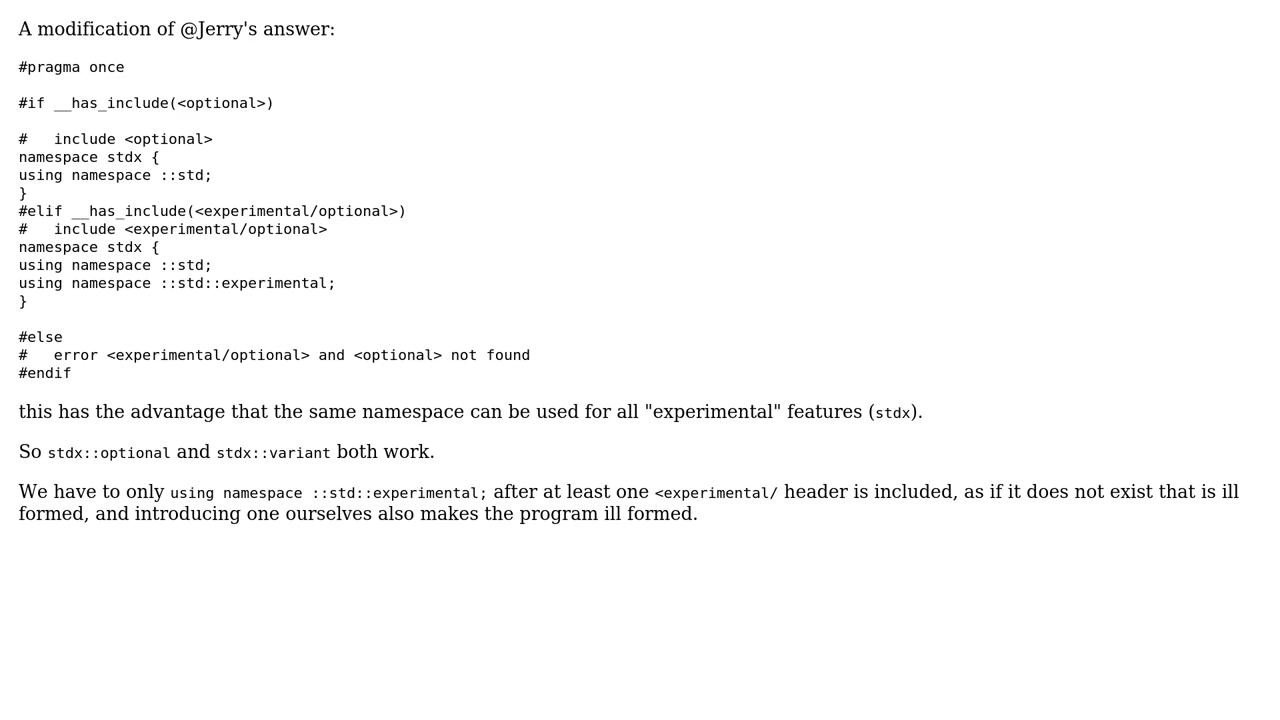 A modification of @Jerry's answer:
#pragma once
#if __has_include(<optional>)
#   include <optional>
namespace stdx {
using namespace ::std;
}
#elif __has_include(<experimental/optional>)
#   include <experimental/optional>
namespace stdx {
using namespace ::std;
using namespace ::std::experimental;
}
#else
#   error <experimental/optional> and <optional> not found
#endif
this has the advantage that the same namespace can be used for all "experimental" features (stdx).
So stdx::optional and stdx::variant both work.
We have to only using namespace ::std::experimental; after at least one <experimental/ header is included, as if it does not exist that is ill
formed, and introducing one ourselves also makes the program ill formed.